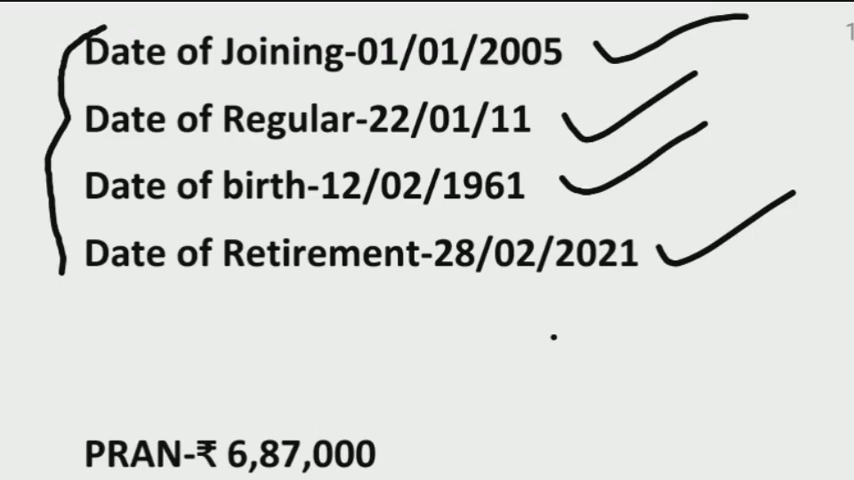 Date of Joining-01/01/2005
Date of Regular-22/01/11
Date of birth-12/02/1961
Date of Retirement-28/02/2021
PRAN-₹ 6,87,000